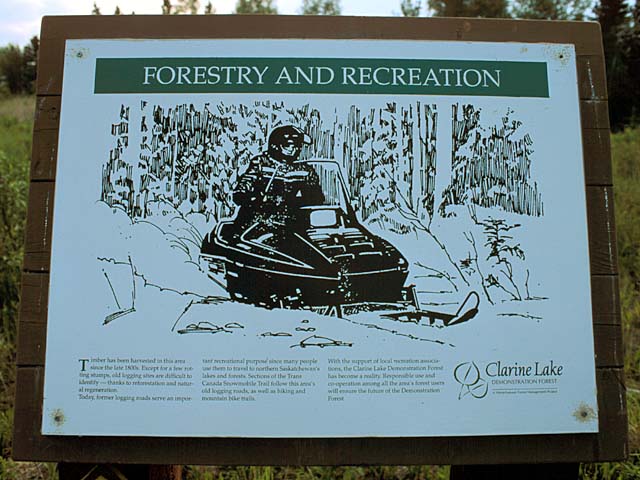 FORESTRY AND RECREATION
Timber has been harvested in this area
since the late 1800s. Except for a few rot-
ting stumps, old logging sites are difficult to
identify — thanks to reforestation and natur-
al regeneration.
Today, former logging roads serve an impor-
tant recreational purpose since many people
use them to travel to northern Saskatchewan's
lakes and forests. Sections of the Trans
Canada Snowmobile Trail follow this area's
old logging roads, as well as hiking and
mountain bike trails.
With the support of local recreation associa-
tions, the Clarine Lake Demonstration Forest
has become a reality. Responsible use and
co-operation among all the area's forest users
will ensure the future of the Demonstration
Forest
Clarine Lake
DEMONSTRATION FOREST